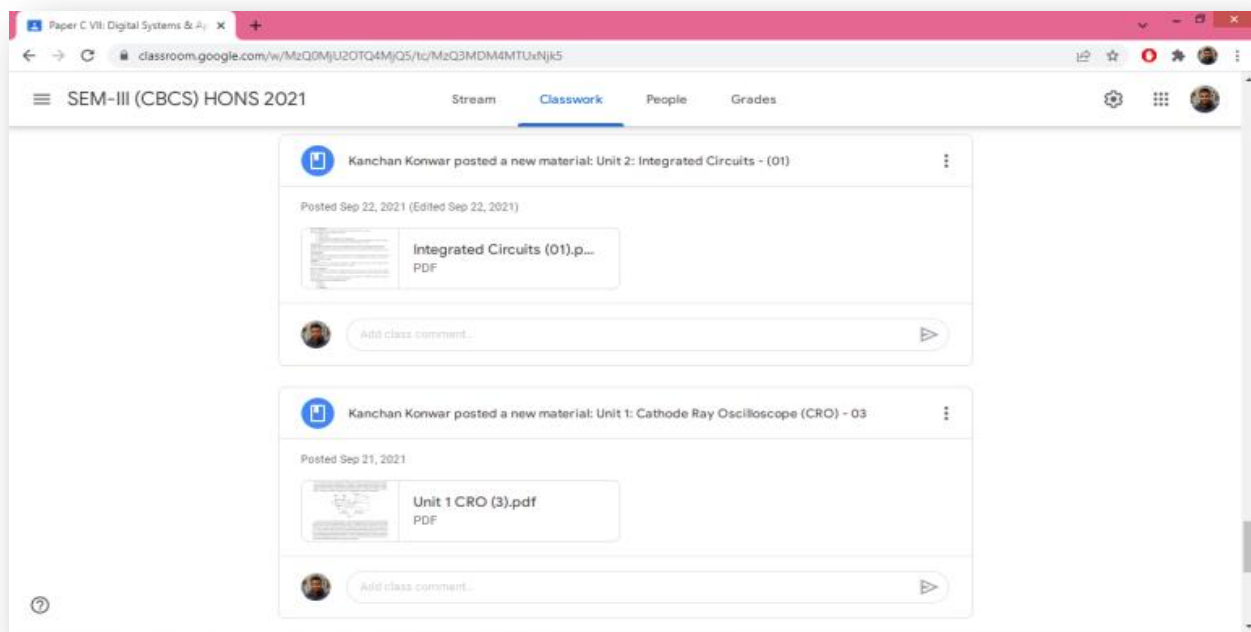 Paper C VII: Digital Systems & Ap
classroom.google.com/w/MzQ0MjU2OTQ4MjQ5/tc/MzQ3MDM4MTUxNjk5
SEM-III (CBCS) HONS 2021
Stream Classwork People Grades
Kanchan Konwar posted a new material: Unit 2: Integrated Circuits - (01)
Posted Sep 22, 2021 (Edited Sep 22, 2021)
Integrated Circuits (01).p...
PDF
Add class comment...
Kanchan Konwar posted a new material: Unit 1: Cathode Ray Oscilloscope (CRO) - 03
Posted Sep 21, 2021
Unit 1 CRO (3).pdf
PDF
Add class comment...